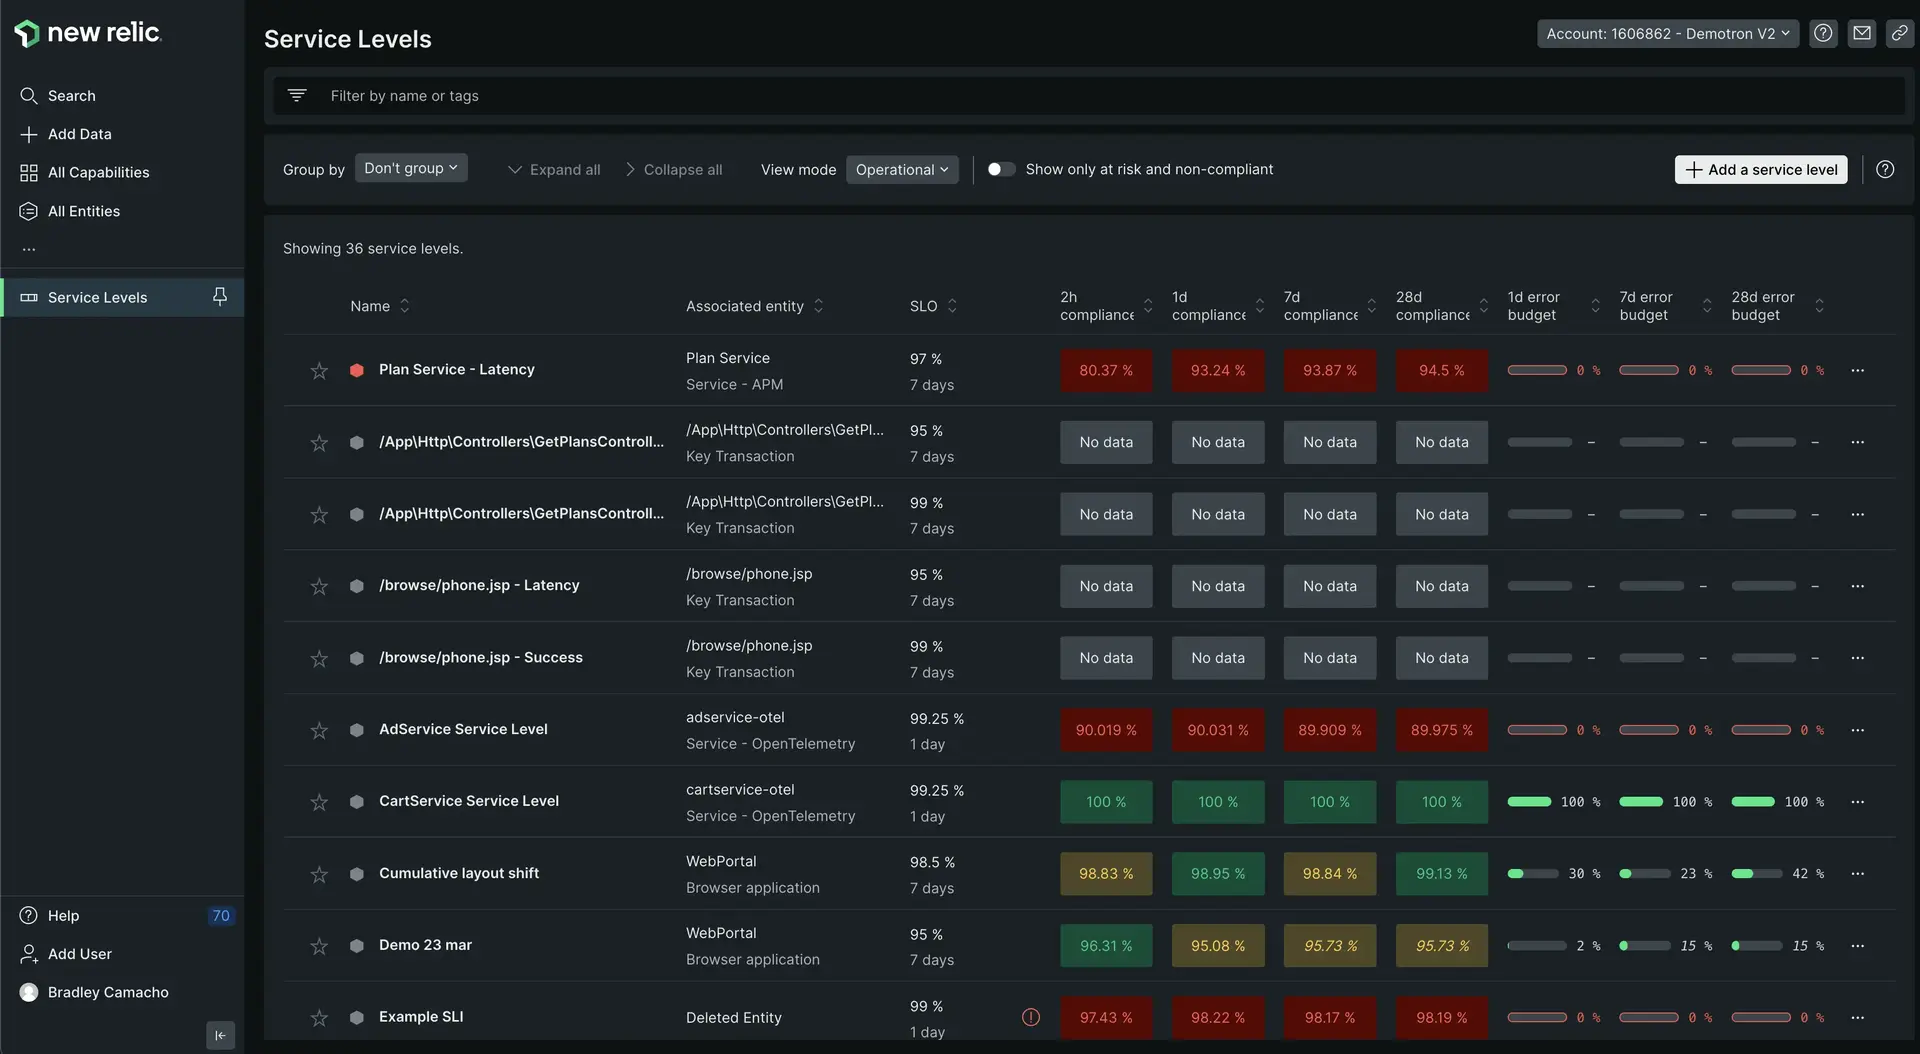 new relic.
Search
Add Data
All Capabilities
All Entities
...
Service Levels
Help 70
Add User
Bradley Camacho
Service Levels
Account: 1606862 - Demotron V2
Filter by name or tags
Group by Don't group Expand all Collapse all View mode Operational Show only at risk and non-compliant Add a service level
Showing 36 service levels.
Name Associated entity SLO 2h compliance 1d compliance 7d compliance 28d compliance 1d error budget 7d error budget 28d error budget
Plan Service - Latency Plan Service 97 % 80.37 % 93.24 % 93.87 % 94.5 % 0 % 0 % 0 % ...
Service - APM 7 days
/App\Http\Controllers\GetPlansControll... /App\Http\Controllers\GetPl... 95 % No data No data No data No data – – – ...
Key Transaction 7 days
/App\Http\Controllers\GetPlansControll... /App\Http\Controllers\GetPl... 99 % No data No data No data No data – – – ...
Key Transaction 7 days
/browse/phone.jsp - Latency /browse/phone.jsp 95 % No data No data No data No data – – – ...
Key Transaction 7 days
/browse/phone.jsp - Success /browse/phone.jsp 99 % No data No data No data No data – – – ...
Key Transaction 7 days
AdService Service Level adservice-otel 99.25 % 90.019 % 90.031 % 89.909 % 89.975 % 0 % 0 % 0 % ...
Service - OpenTelemetry 1 day
CartService Service Level cartservice-otel 99.25 % 100 % 100 % 100 % 100 % 100 % 100 % 100 % ...
Service - OpenTelemetry 1 day
Cumulative layout shift WebPortal 98.5 % 98.83 % 98.95 % 98.84 % 99.13 % 30 % 23 % 42 % ...
Browser application 7 days
Demo 23 mar WebPortal 95 % 96.31 % 95.08 % 95.73 % 95.73 % 2 % 15 % 15 % ...
Browser application 7 days
Example SLI Deleted Entity 99 % 97.43 % 98.22 % 98.17 % 98.19 % 0 % 0 % 0 % ...
1 day